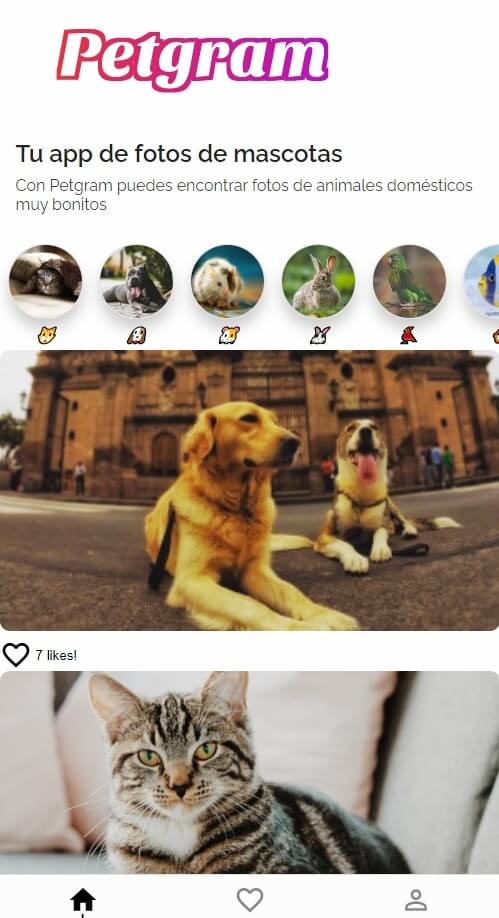 Petgram
Tu app de fotos de mascotas
Con Petgram puedes encontrar fotos de animales domésticos
muy bonitos
7 likes!